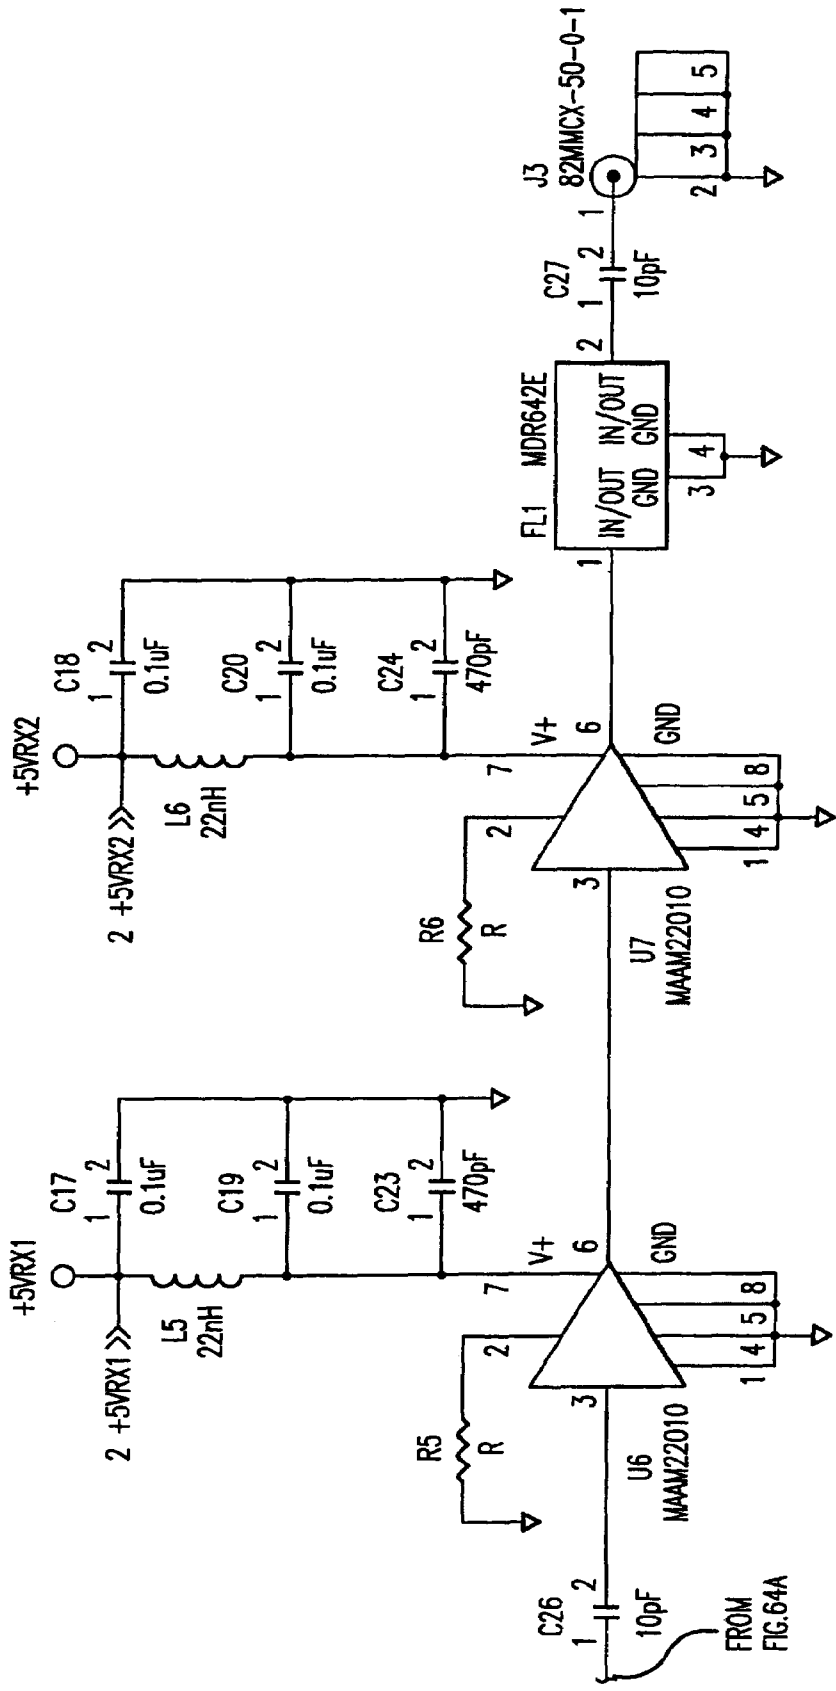 +5VRX1
2 +5VRX1
C17
1 2
0.1uF
L5
22nH
C19
1 2
0.1uF
C23
1 2
470pF
R5
R
2
7
V+
3
6
GND
1 4 5 8
U6
MAAM22010
C26
1 2
10pF
FROM
FIG.64A
+5VRX2
2 +5VRX2
C18
1 2
0.1uF
L6
22nH
C20
1 2
0.1uF
C24
1 2
470pF
R6
R
2
7
V+
3
6
GND
1 4 5 8
U7
MAAM22010
FL1 MDR642E
1
IN/OUT IN/OUT
GND GND
2
3 4
C27
1 2
10pF
J3
82MMCX-50-0-1
1
2 3 4 5